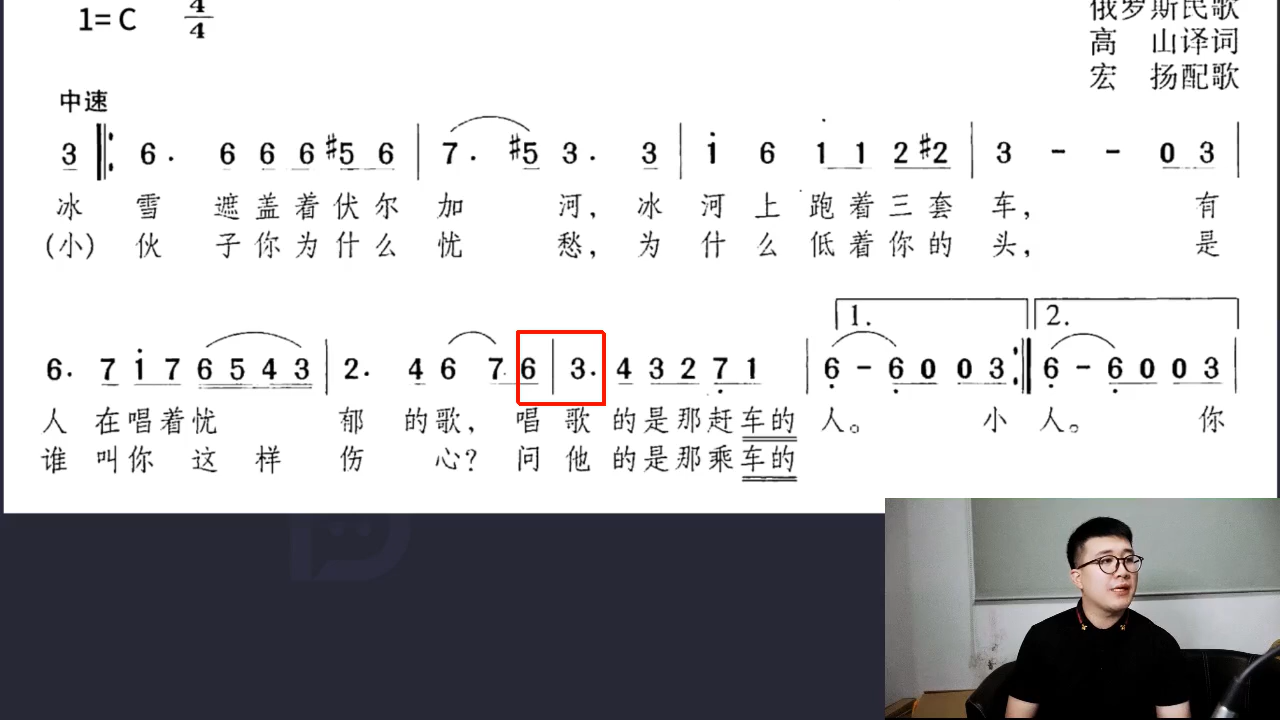 1= C 4/4
俄罗斯民歌
高 山译词
宏 扬配歌
中速
3 ‖: 6. 6 6 6 #5 6 | 7. #5 3. 3 | i 6 1 1 2 #2 | 3 - - 0 3 |
冰 雪 遮盖着伏尔 加 河, 冰 河 上 跑着三套 车, 有
(小) 伙 子你为什么 忧 愁, 为 什 么 低着你的 头, 是
1. 2.
6. 7 i 7 6 5 4 3 | 2. 4 6 7 6 | 3. 4 3 2 7 1 | 6 - 6 0 0 3 :‖ 6 - 6 0 0 3 |
人 在唱着忧 郁 的歌, 唱 歌 的是那赶车的 人。 小 人。 你
谁 叫你 这 样 伤 心? 问 他 的是那乘车的